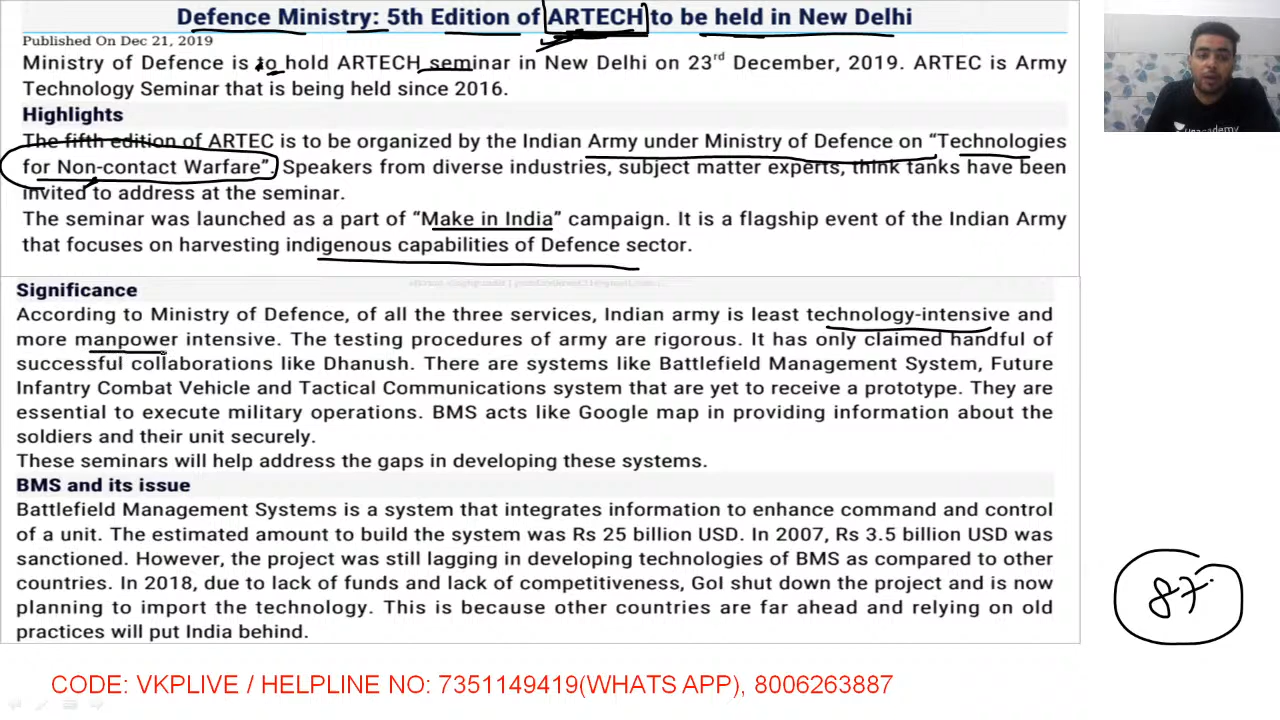 Defence Ministry: 5th Edition of ARTECH to be held in New Delhi
Published On Dec 21, 2019
Ministry of Defence is to hold ARTECH seminar in New Delhi on 23rd December, 2019. ARTEC is Army
Technology Seminar that is being held since 2016.
Highlights
The fifth edition of ARTEC is to be organized by the Indian Army under Ministry of Defence on “Technologies
for Non-contact Warfare”. Speakers from diverse industries, subject matter experts, think tanks have been
invited to address at the seminar.
The seminar was launched as a part of “Make in India” campaign. It is a flagship event of the Indian Army
that focuses on harvesting indigenous capabilities of Defence sector.
Significance
According to Ministry of Defence, of all the three services, Indian army is least technology-intensive and
more manpower intensive. The testing procedures of army are rigorous. It has only claimed handful of
successful collaborations like Dhanush. There are systems like Battlefield Management System, Future
Infantry Combat Vehicle and Tactical Communications system that are yet to receive a prototype. They are
essential to execute military operations. BMS acts like Google map in providing information about the
soldiers and their unit securely.
These seminars will help address the gaps in developing these systems.
BMS and its issue
Battlefield Management Systems is a system that integrates information to enhance command and control
of a unit. The estimated amount to build the system was Rs 25 billion USD. In 2007, Rs 3.5 billion USD was
sanctioned. However, the project was still lagging in developing technologies of BMS as compared to other
countries. In 2018, due to lack of funds and lack of competitiveness, GoI shut down the project and is now
planning to import the technology. This is because other countries are far ahead and relying on old
practices will put India behind.
87
CODE: VKPLIVE / HELPLINE NO: 7351149419(WHATS APP), 8006263887